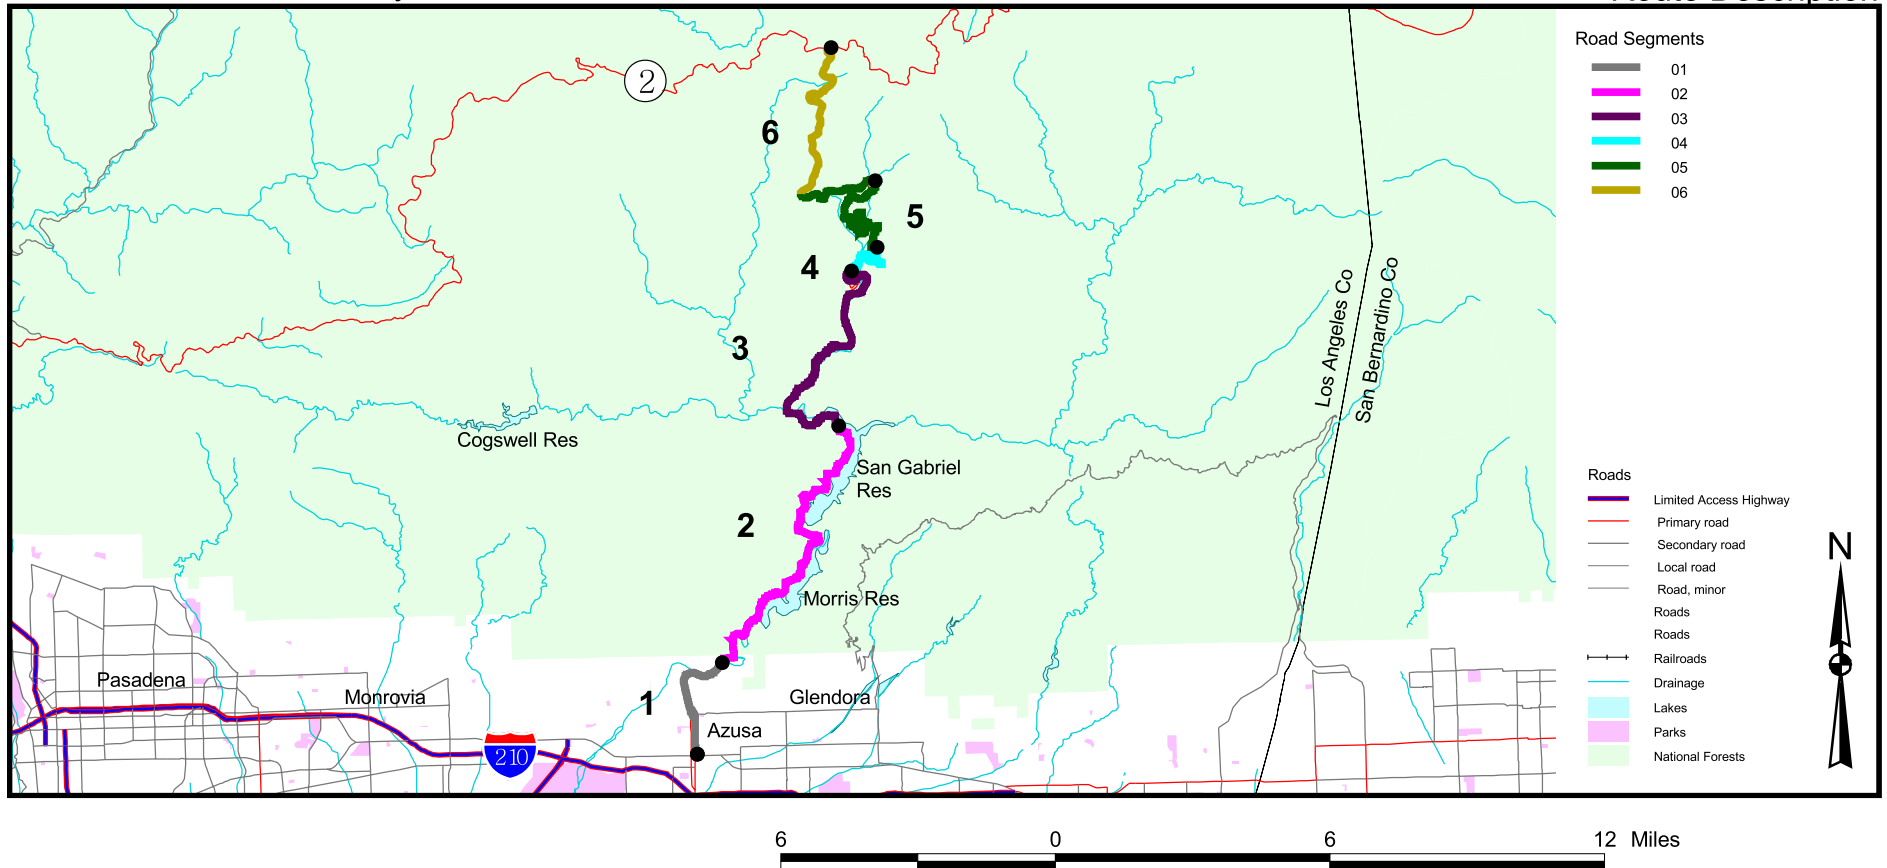 Route Description
Road Segments
01
02
03
04
05
06
2
6
5
4
3
Los Angeles Co
San Bernardino Co
Cogswell Res
San Gabriel
Res
2
Morris Res
Roads
Limited Access Highway
Primary road
Secondary road
Local road
Road, minor
Roads
Roads
Railroads
Drainage
Lakes
Parks
National Forests
N
Pasadena
Monrovia
1
Glendora
Azusa
210
6
0
6
12 Miles